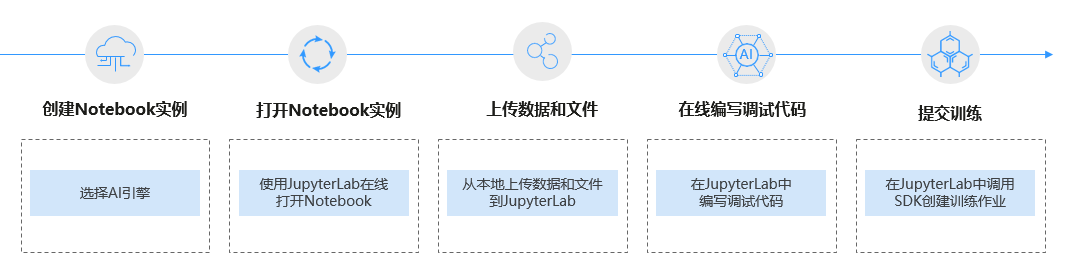 AI
创建Notebook实例
打开Notebook实例
上传数据和文件
在线编写调试代码
提交训练
选择AI引擎
使用JupyterLab在线
打开Notebook
从本地上传数据和文件
到JupyterLab
在JupyterLab中
编写调试代码
在JupyterLab中调用
SDK创建训练作业